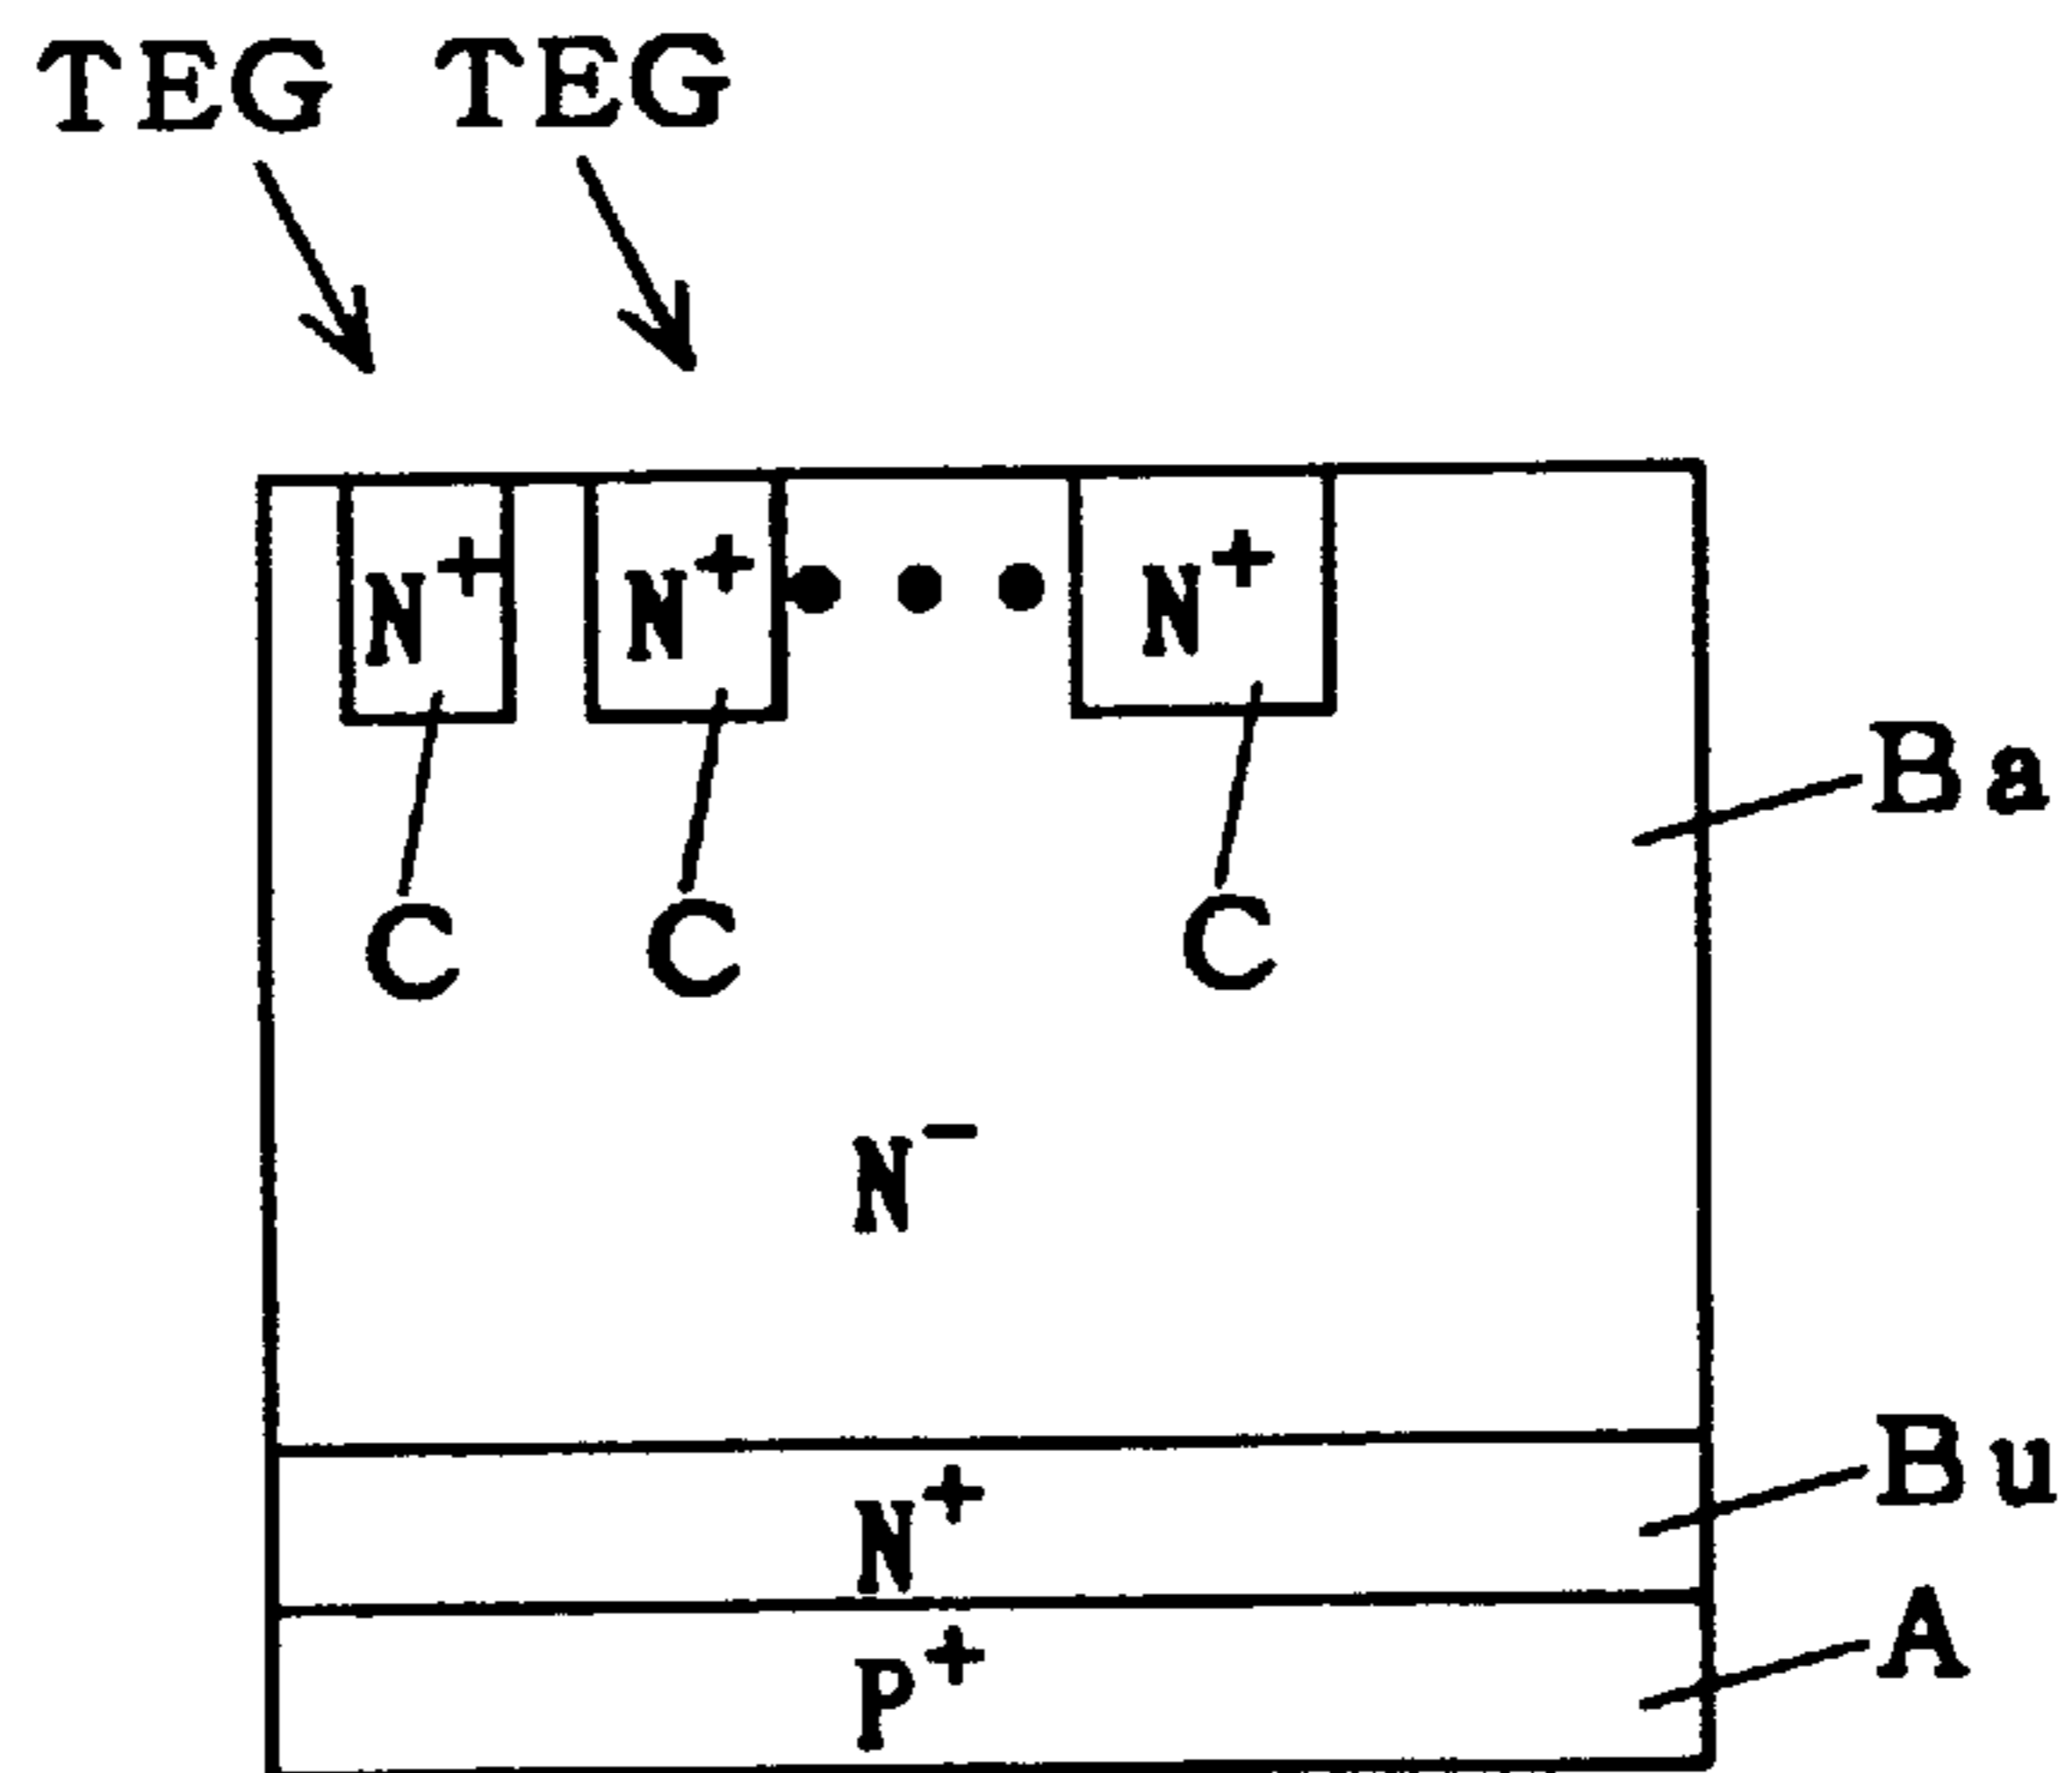 TEG TEG
N⁺ N⁺ ••• N⁺
Ba
C C C
N⁻
Bu
N⁺
A
P⁺